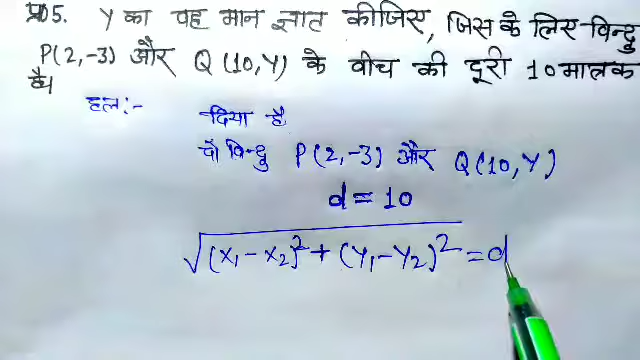 प्र05. Y का वह मान ज्ञात कीजिए, जिस के लिए विन्दु
P(2,-3) और Q(10,Y) के वीच की दूरी 10 मात्रक
है।
हल:-
दिया है
दो विन्दु P(2,-3) और Q(10,Y)
d = 10
√(x₁-x₂)² + (y₁-y₂)² = d